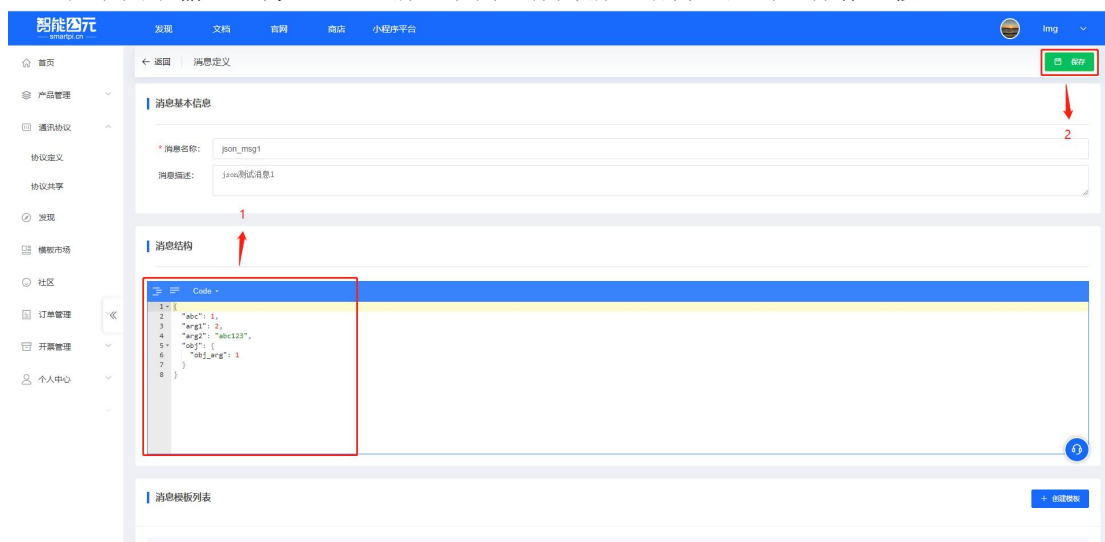 智能图元
smartpi.cn
发现 文档 官网 商店 小程序平台
lmg
首页
产品管理
通讯协议
协议定义
协议共享
发现
模板市场
社区
订单管理
开票管理
个人中心
← 返回 消息定义
保存
2
消息基本信息
* 消息名称: json_msg1
消息描述: json测试消息1
1
消息结构
Code
1 {
2 "abc": 1,
3 "arg1": 2,
4 "arg2": "abc123",
5 "obj": {
6 "obj_arg": 1
7 }
8 }
消息模板列表
+ 创建模板